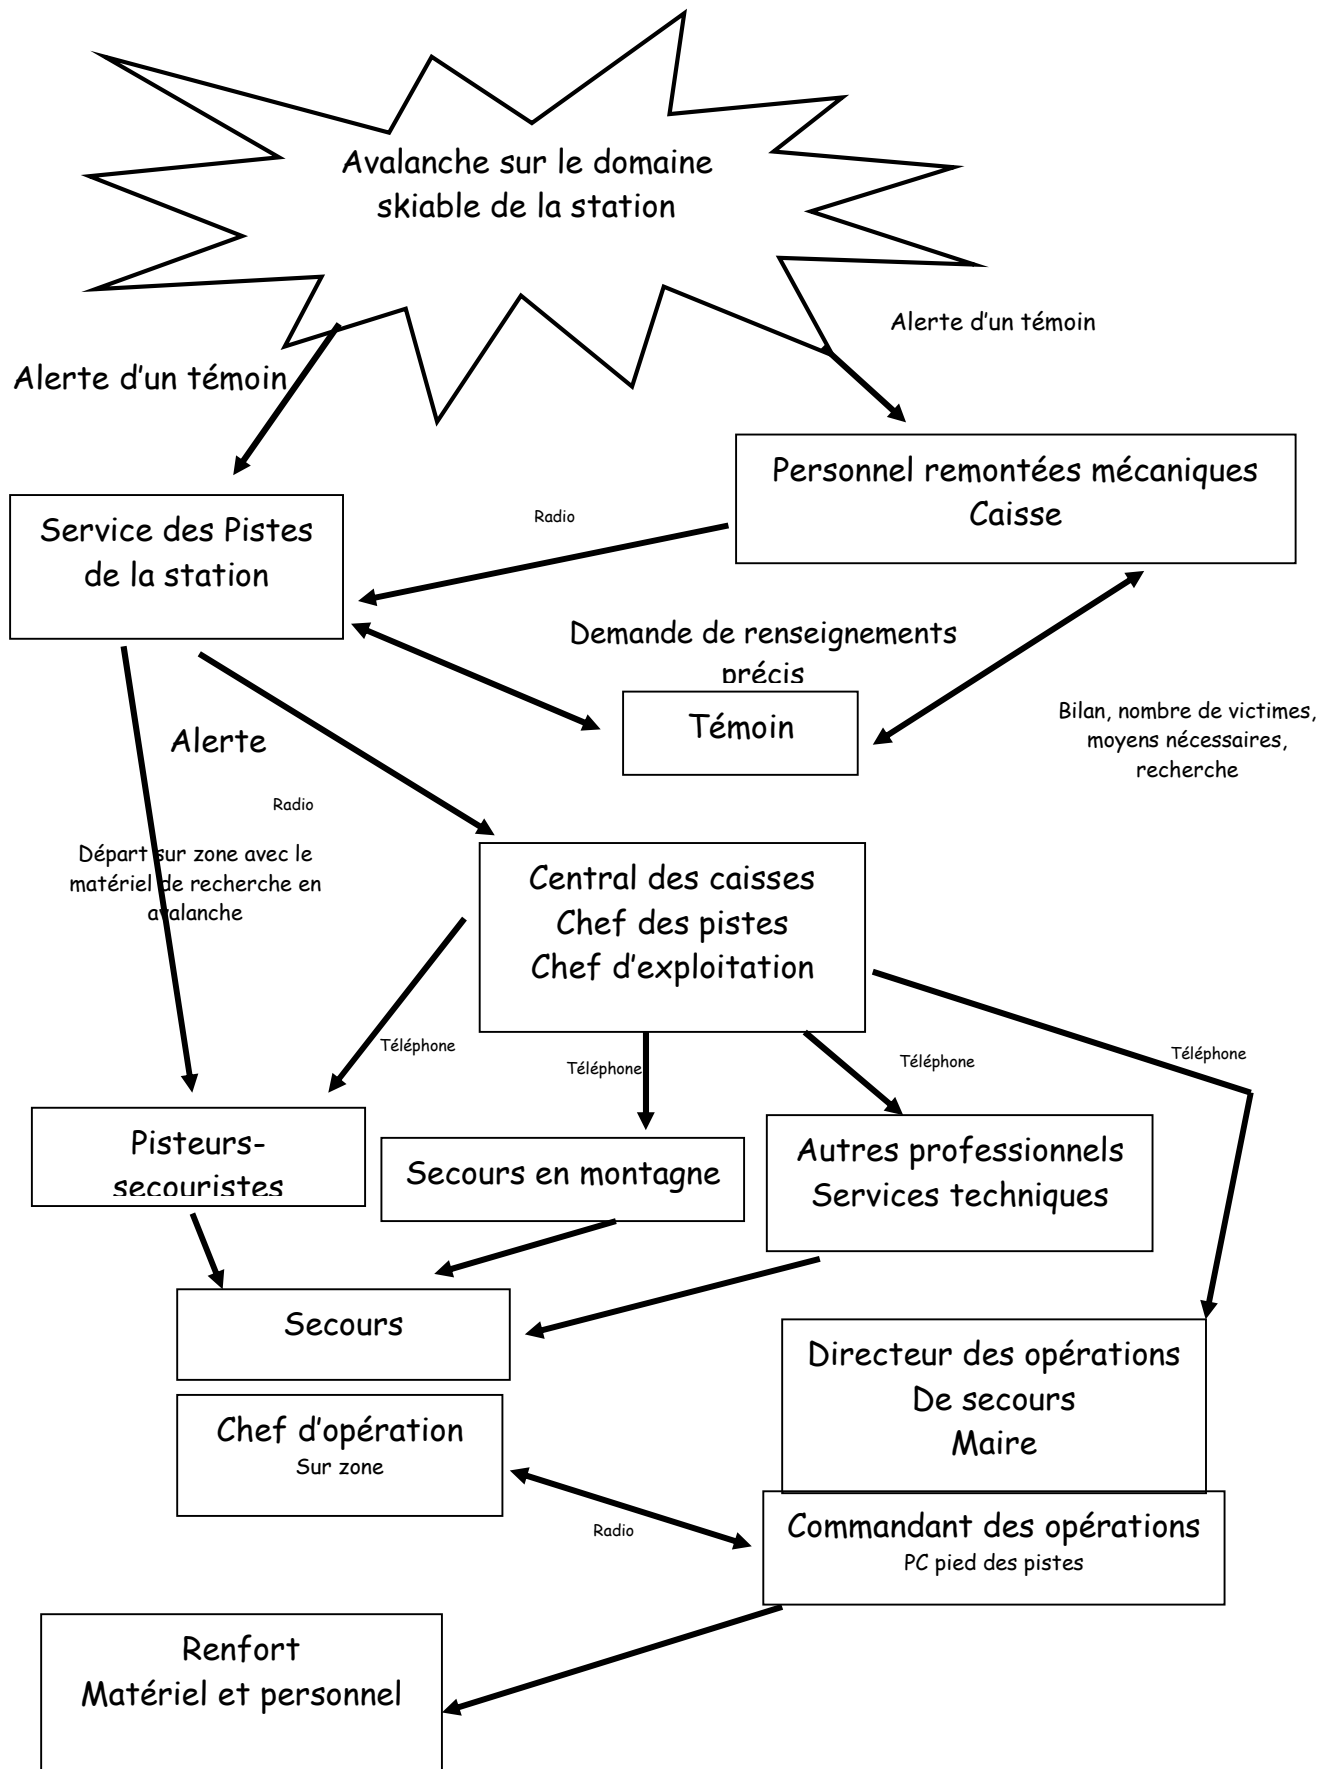 Avalanche sur le domaine
skiable de la station
Alerte d'un témoin
Alerte d'un témoin
Personnel remontées mécaniques
Caisse
Service des Pistes
de la station
Radio
Demande de renseignements
précis
Témoin
Bilan, nombre de victimes,
moyens nécessaires,
recherche
Alerte
Radio
Départ sur zone avec le
matériel de recherche en
avalanche
Central des caisses
Chef des pistes
Chef d'exploitation
Téléphone
Téléphone
Téléphone
Téléphone
Pisteurs-
secouristes
Secours en montagne
Autres professionnels
Services techniques
Secours
Directeur des opérations
De secours
Maire
Chef d'opération
Sur zone
Radio
Commandant des opérations
PC pied des pistes
Renfort
Matériel et personnel